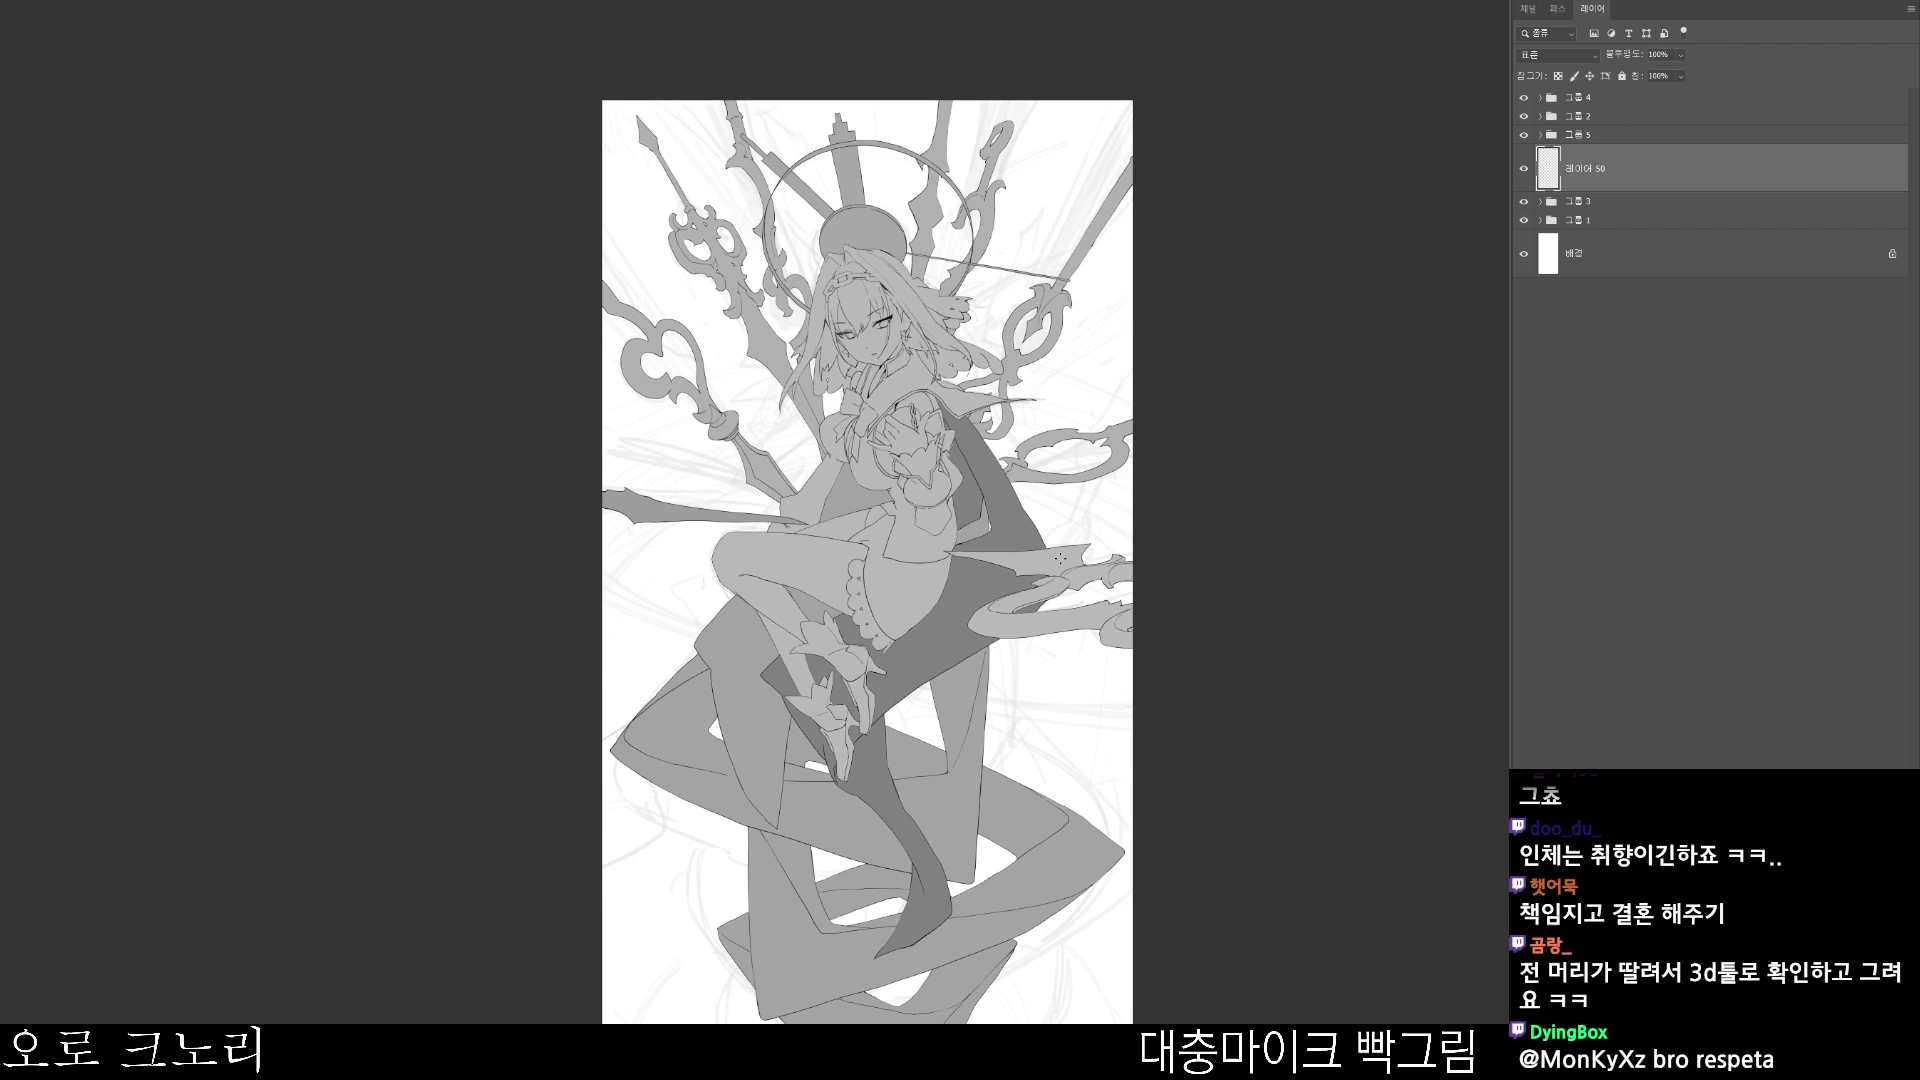 채널 패스 레이어
종류
표준 불투명도: 100%
잠그기: 칠: 100%
그룹 4
그룹 2
그룹 5
레이어 50
그룹 3
그룹 1
배경
그쵸
doo_du_
인체는 취향이긴하죠 ㅋㅋ..
햇어묵
책임지고 결혼 해주기
곰랑_
전 머리가 딸려서 3d툴로 확인하고 그려
요 ㅋㅋ
DyingBox
@MonKyXz bro respeta
오로 크노리
대충마이크 빡그림